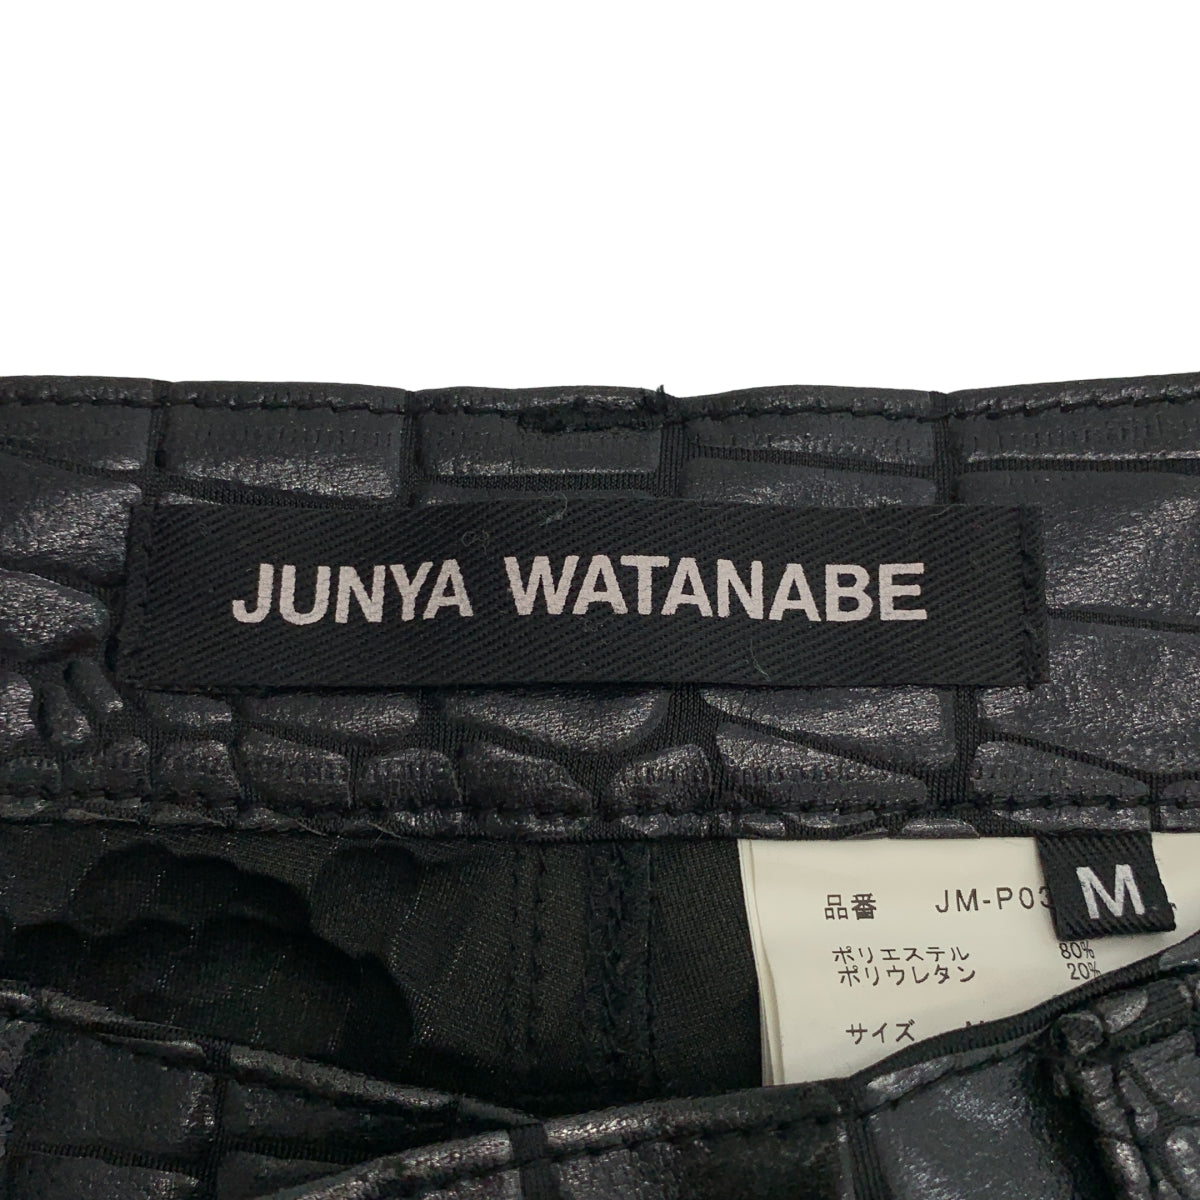 JUNYA WATANABE
M
品番 JM-P03
ポリエステル 80%
ポリウレタン 20%
サイズ